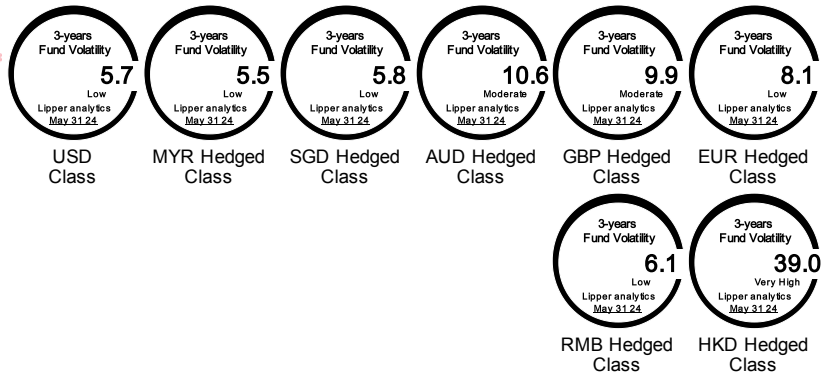 3-years
Fund Volatility
5.7
Low
Lipper analytics
May 31 24
USD
Class
3-years
Fund Volatility
5.5
Low
Lipper analytics
May 31 24
MYR Hedged
Class
3-years
Fund Volatility
5.8
Low
Lipper analytics
May 31 24
SGD Hedged
Class
3-years
Fund Volatility
10.6
Moderate
Lipper analytics
May 31 24
AUD Hedged
Class
3-years
Fund Volatility
9.9
Moderate
Lipper analytics
May 31 24
GBP Hedged
Class
3-years
Fund Volatility
8.1
Low
Lipper analytics
May 31 24
EUR Hedged
Class
3-years
Fund Volatility
6.1
Low
Lipper analytics
May 31 24
RMB Hedged
Class
3-years
Fund Volatility
39.0
Very High
Lipper analytics
May 31 24
HKD Hedged
Class